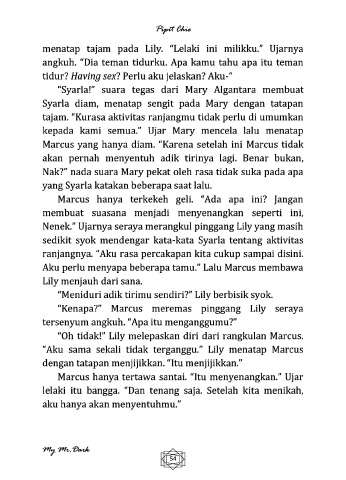 Pipit Chie
menatap tajam pada Lily. “Lelaki ini milikku.” Ujarnya
angkuh. “Dia teman tidurku. Apa kamu tahu apa itu teman
tidur? Having sex? Perlu aku jelaskan? Aku-“
“Syarla!” suara tegas dari Mary Algantara membuat
Syarla diam, menatap sengit pada Mary dengan tatapan
tajam. “Kurasa aktivitas ranjangmu tidak perlu di umumkan
kepada kami semua.” Ujar Mary mencela lalu menatap
Marcus yang hanya diam. “Karena setelah ini Marcus tidak
akan pernah menyentuh adik tirinya lagi. Benar bukan,
Nak?” nada suara Mary pekat oleh rasa tidak suka pada apa
yang Syarla katakan beberapa saat lalu.
Marcus hanya terkekeh geli. “Ada apa ini? Jangan
membuat suasana menjadi menyenangkan seperti ini,
Nenek.” Ujarnya seraya merangkul pinggang Lily yang masih
sedikit syok mendengar kata-kata Syarla tentang aktivitas
ranjangnya. “Aku rasa percakapan kita cukup sampai disini.
Aku perlu menyapa beberapa tamu.” Lalu Marcus membawa
Lily menjauh dari sana.
“Meniduri adik tirimu sendiri?” Lily berbisik syok.
“Kenapa?” Marcus meremas pinggang Lily seraya
tersenyum angkuh. “Apa itu menganggumu?”
“Oh tidak!” Lily melepaskan diri dari rangkulan Marcus.
“Aku sama sekali tidak terganggu.” Lily menatap Marcus
dengan tatapan menjijikkan. “Itu menjijikkan.”
Marcus hanya tertawa santai. “Itu menyenangkan.” Ujar
lelaki itu bangga. “Dan tenang saja. Setelah kita menikah,
aku hanya akan menyentuhmu.”
My Mr.Dark
54